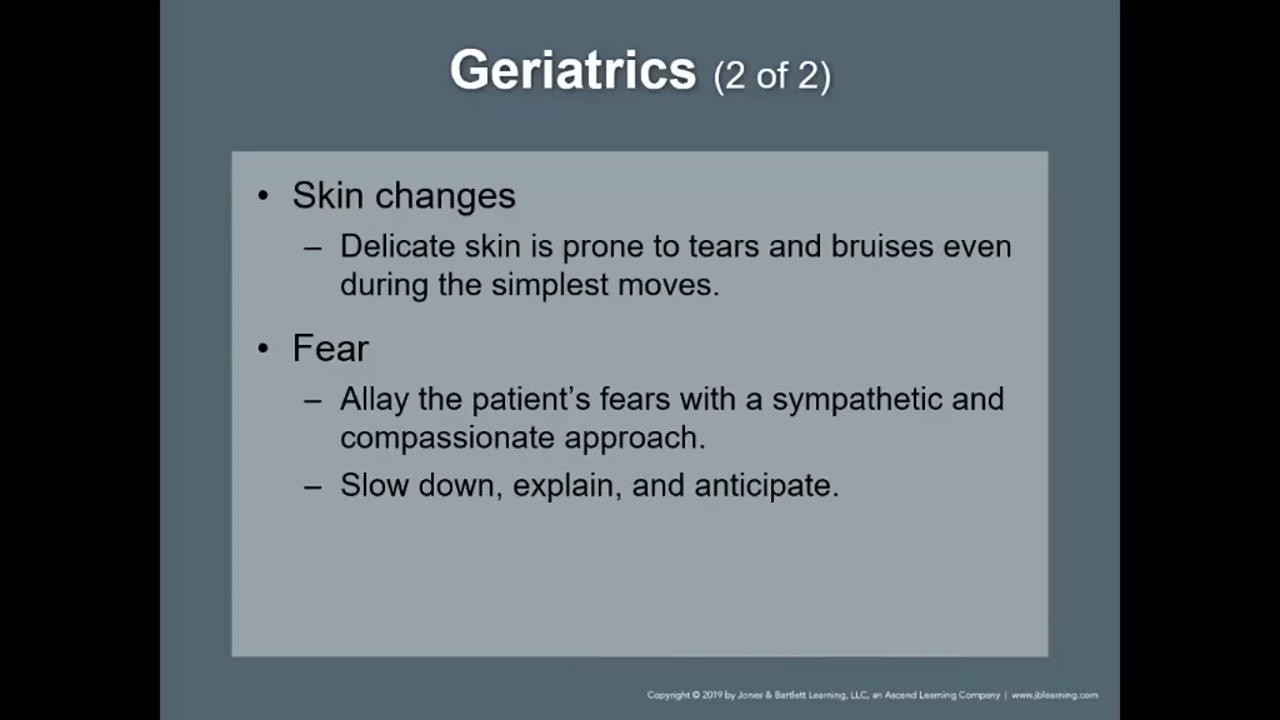 Geriatrics (2 of 2)
• Skin changes
– Delicate skin is prone to tears and bruises even
during the simplest moves.
• Fear
– Allay the patient’s fears with a sympathetic and
compassionate approach.
– Slow down, explain, and anticipate.
Copyright © 2019 by Jones & Bartlett Learning, LLC, an Ascend Learning Company | www.jblearning.com